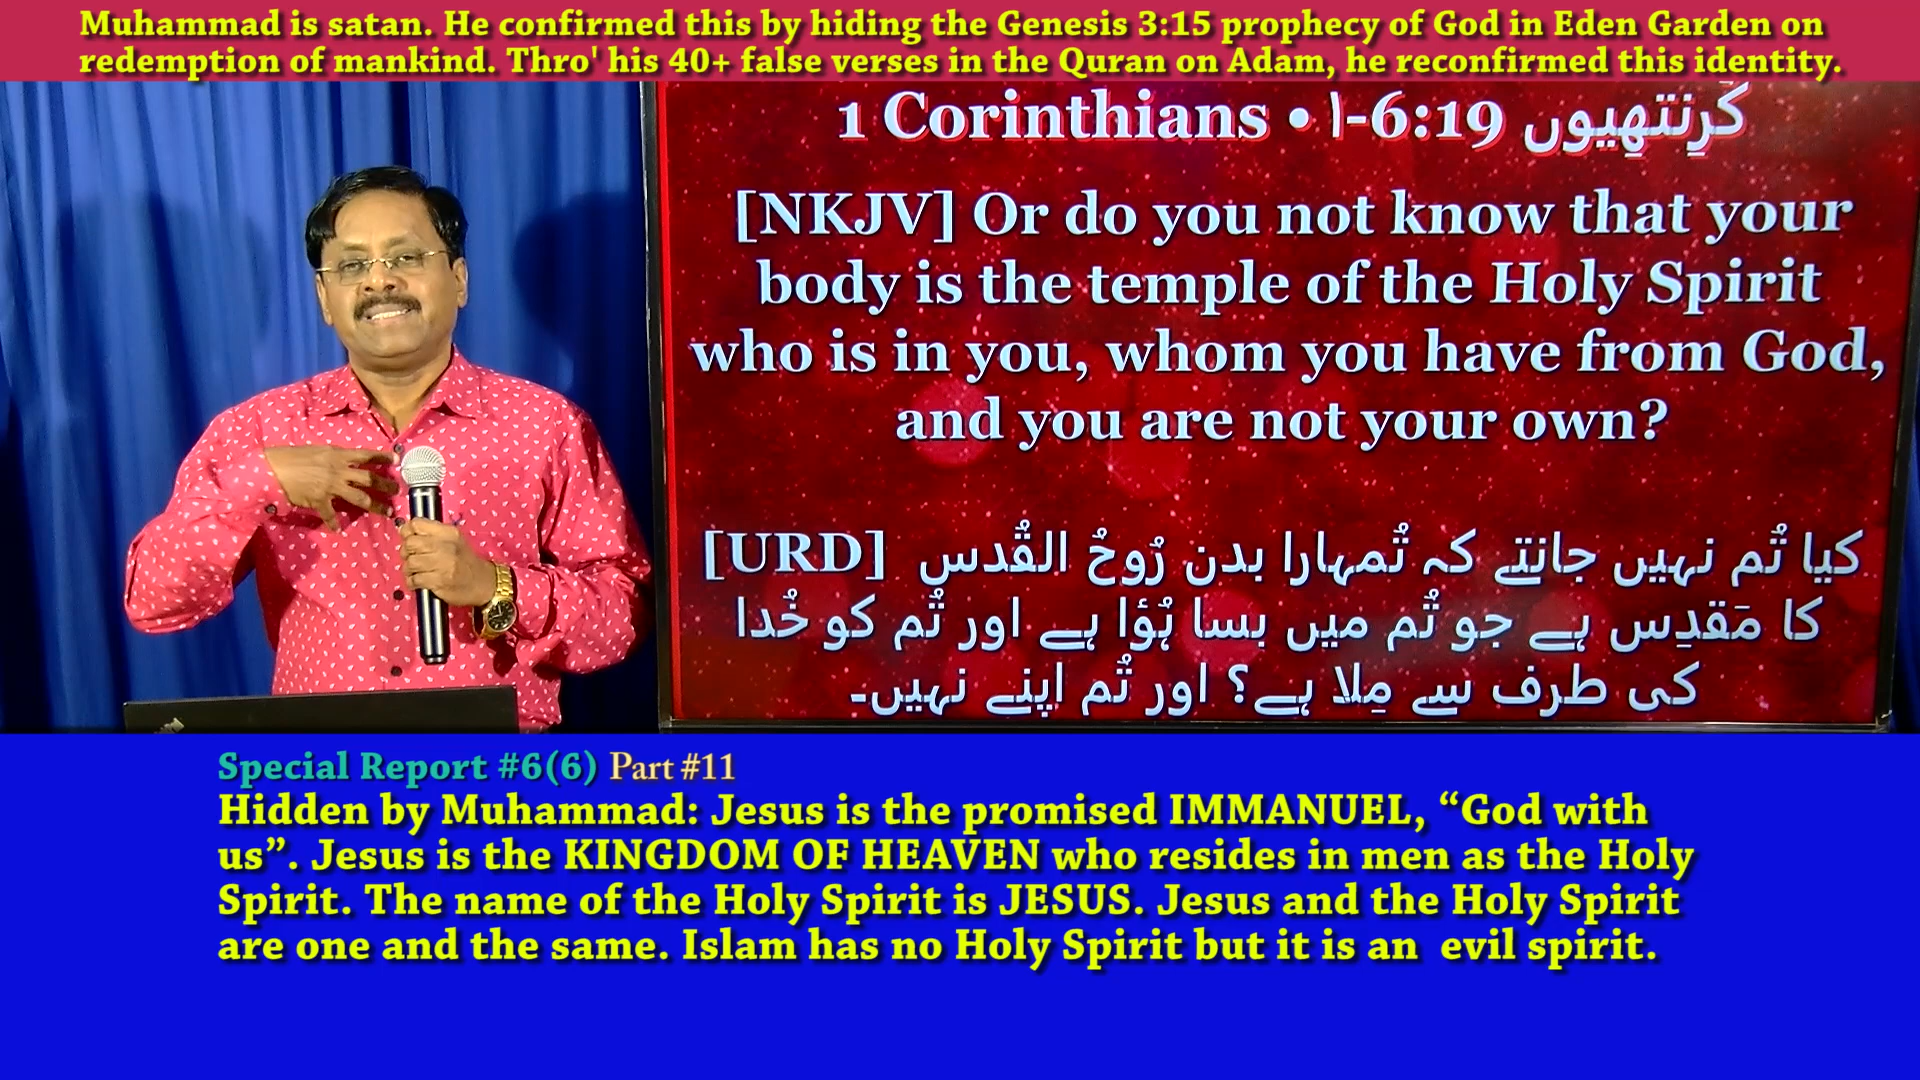 Muhammad is satan. He confirmed this by hiding the Genesis 3:15 prophecy of God in Eden Garden on
redemption of mankind. Thro' his 40+ false verses in the Quran on Adam, he reconfirmed this identity.
1 Corinthians • ۱-6:19 کُرِنتھِیوں
[NKJV] Or do you not know that your
body is the temple of the Holy Spirit
who is in you, whom you have from God,
and you are not your own?
[URD] کیا تُم نہیں جانتے کہ تُمہارا بدن رُوحُ القُدس
کا مَقدِس ہے جو تُم میں بسا ہُؤا ہے اور تُم کو خُدا
کی طرف سے مِلا ہے؟ اور تُم اپنے نہیں۔
Special Report #6(6) Part #11
Hidden by Muhammad: Jesus is the promised IMMANUEL, “God with
us”. Jesus is the KINGDOM OF HEAVEN who resides in men as the Holy
Spirit. The name of the Holy Spirit is JESUS. Jesus and the Holy Spirit
are one and the same. Islam has no Holy Spirit but it is an evil spirit.